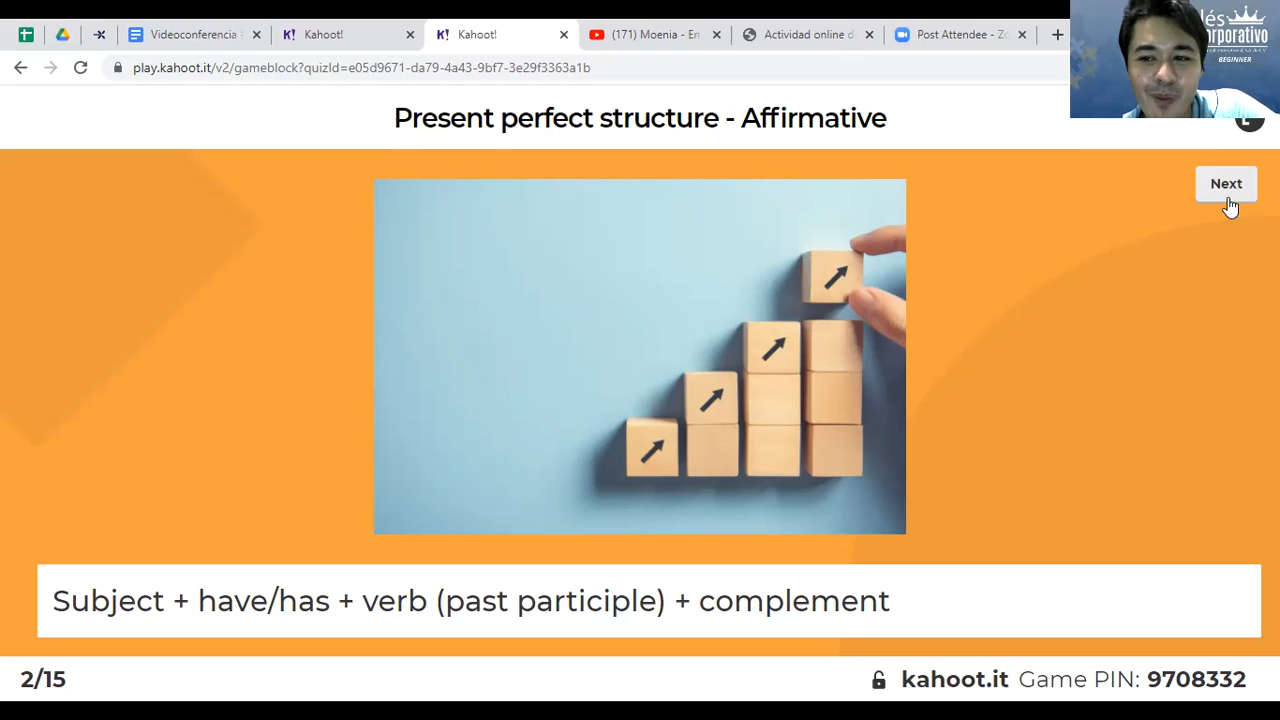 Videoconferencia
Kahoot!
Kahoot!
(171) Moenia - En
Actividad online d
Post Attendee - Zo
play.kahoot.it/v2/gameblock?quizId=e05d9671-da79-4a43-9bf7-3e29f3363a1b
lés
orporativo
BEGINNER
Present perfect structure - Affirmative
Next
Subject + have/has + verb (past participle) + complement
2/15
kahoot.it Game PIN: 9708332